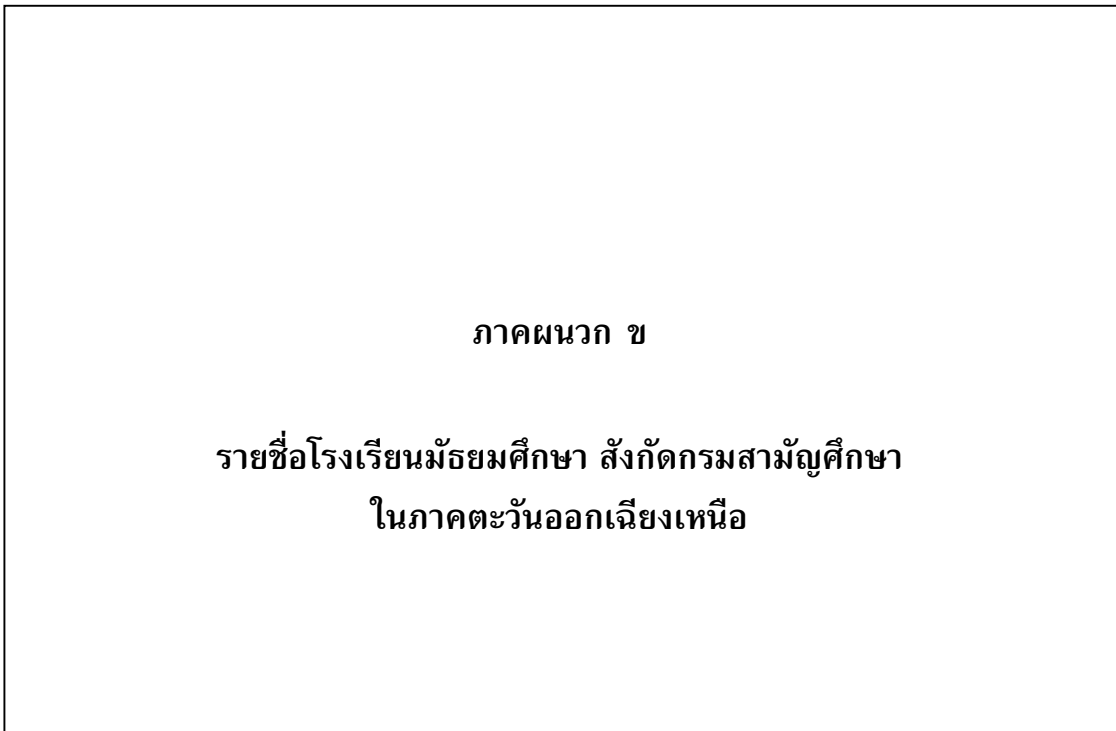 ภาคผนวก ข
รายชื่อโรงเรียนมัธยมศึกษา สังกัดกรมสามัญศึกษา
ในภาคตะวันออกเฉียงเหนือ